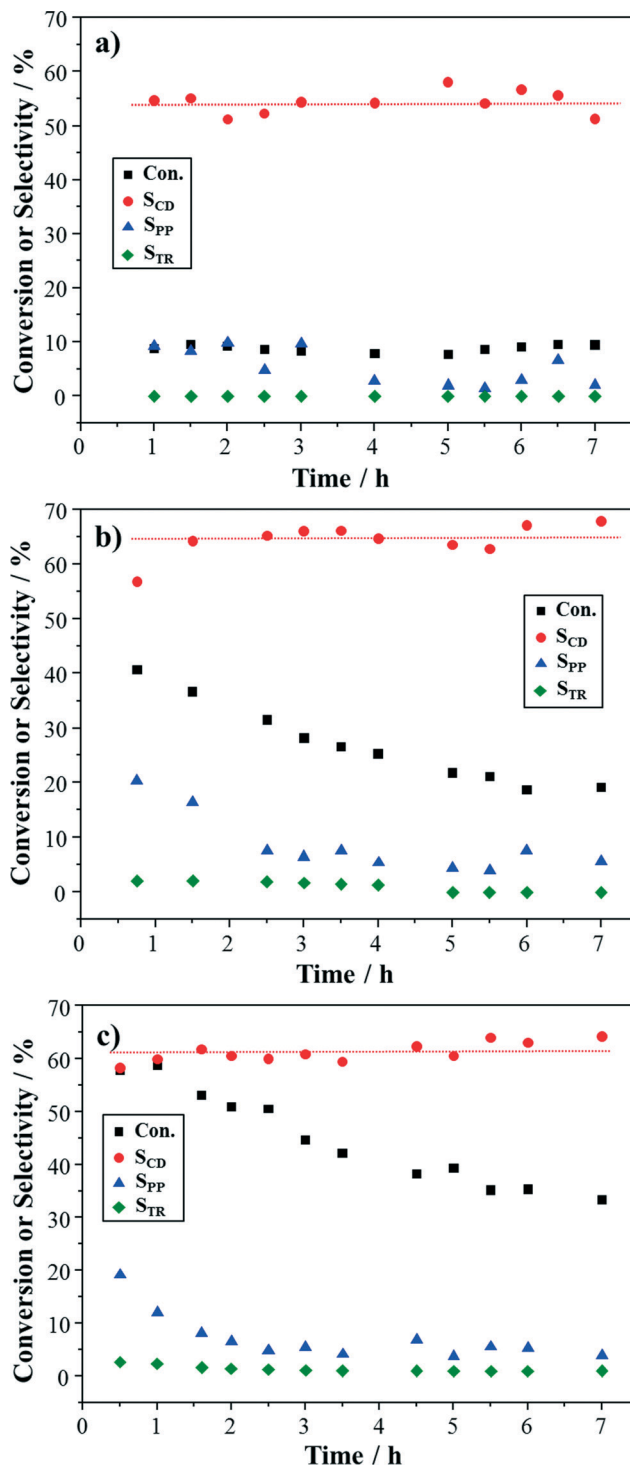 a)
Conversion or Selectivity / %
70
60
50
40
30
20
10
0
Con.
S_CD
S_PP
S_TR
0 1 2 3 4 5 6 7
Time / h
b)
Conversion or Selectivity / %
70
60
50
40
30
20
10
0
Con.
S_CD
S_PP
S_TR
0 1 2 3 4 5 6 7
Time / h
c)
Conversion or Selectivity / %
70
60
50
40
30
20
10
0
Con.
S_CD
S_PP
S_TR
0 1 2 3 4 5 6 7
Time / h